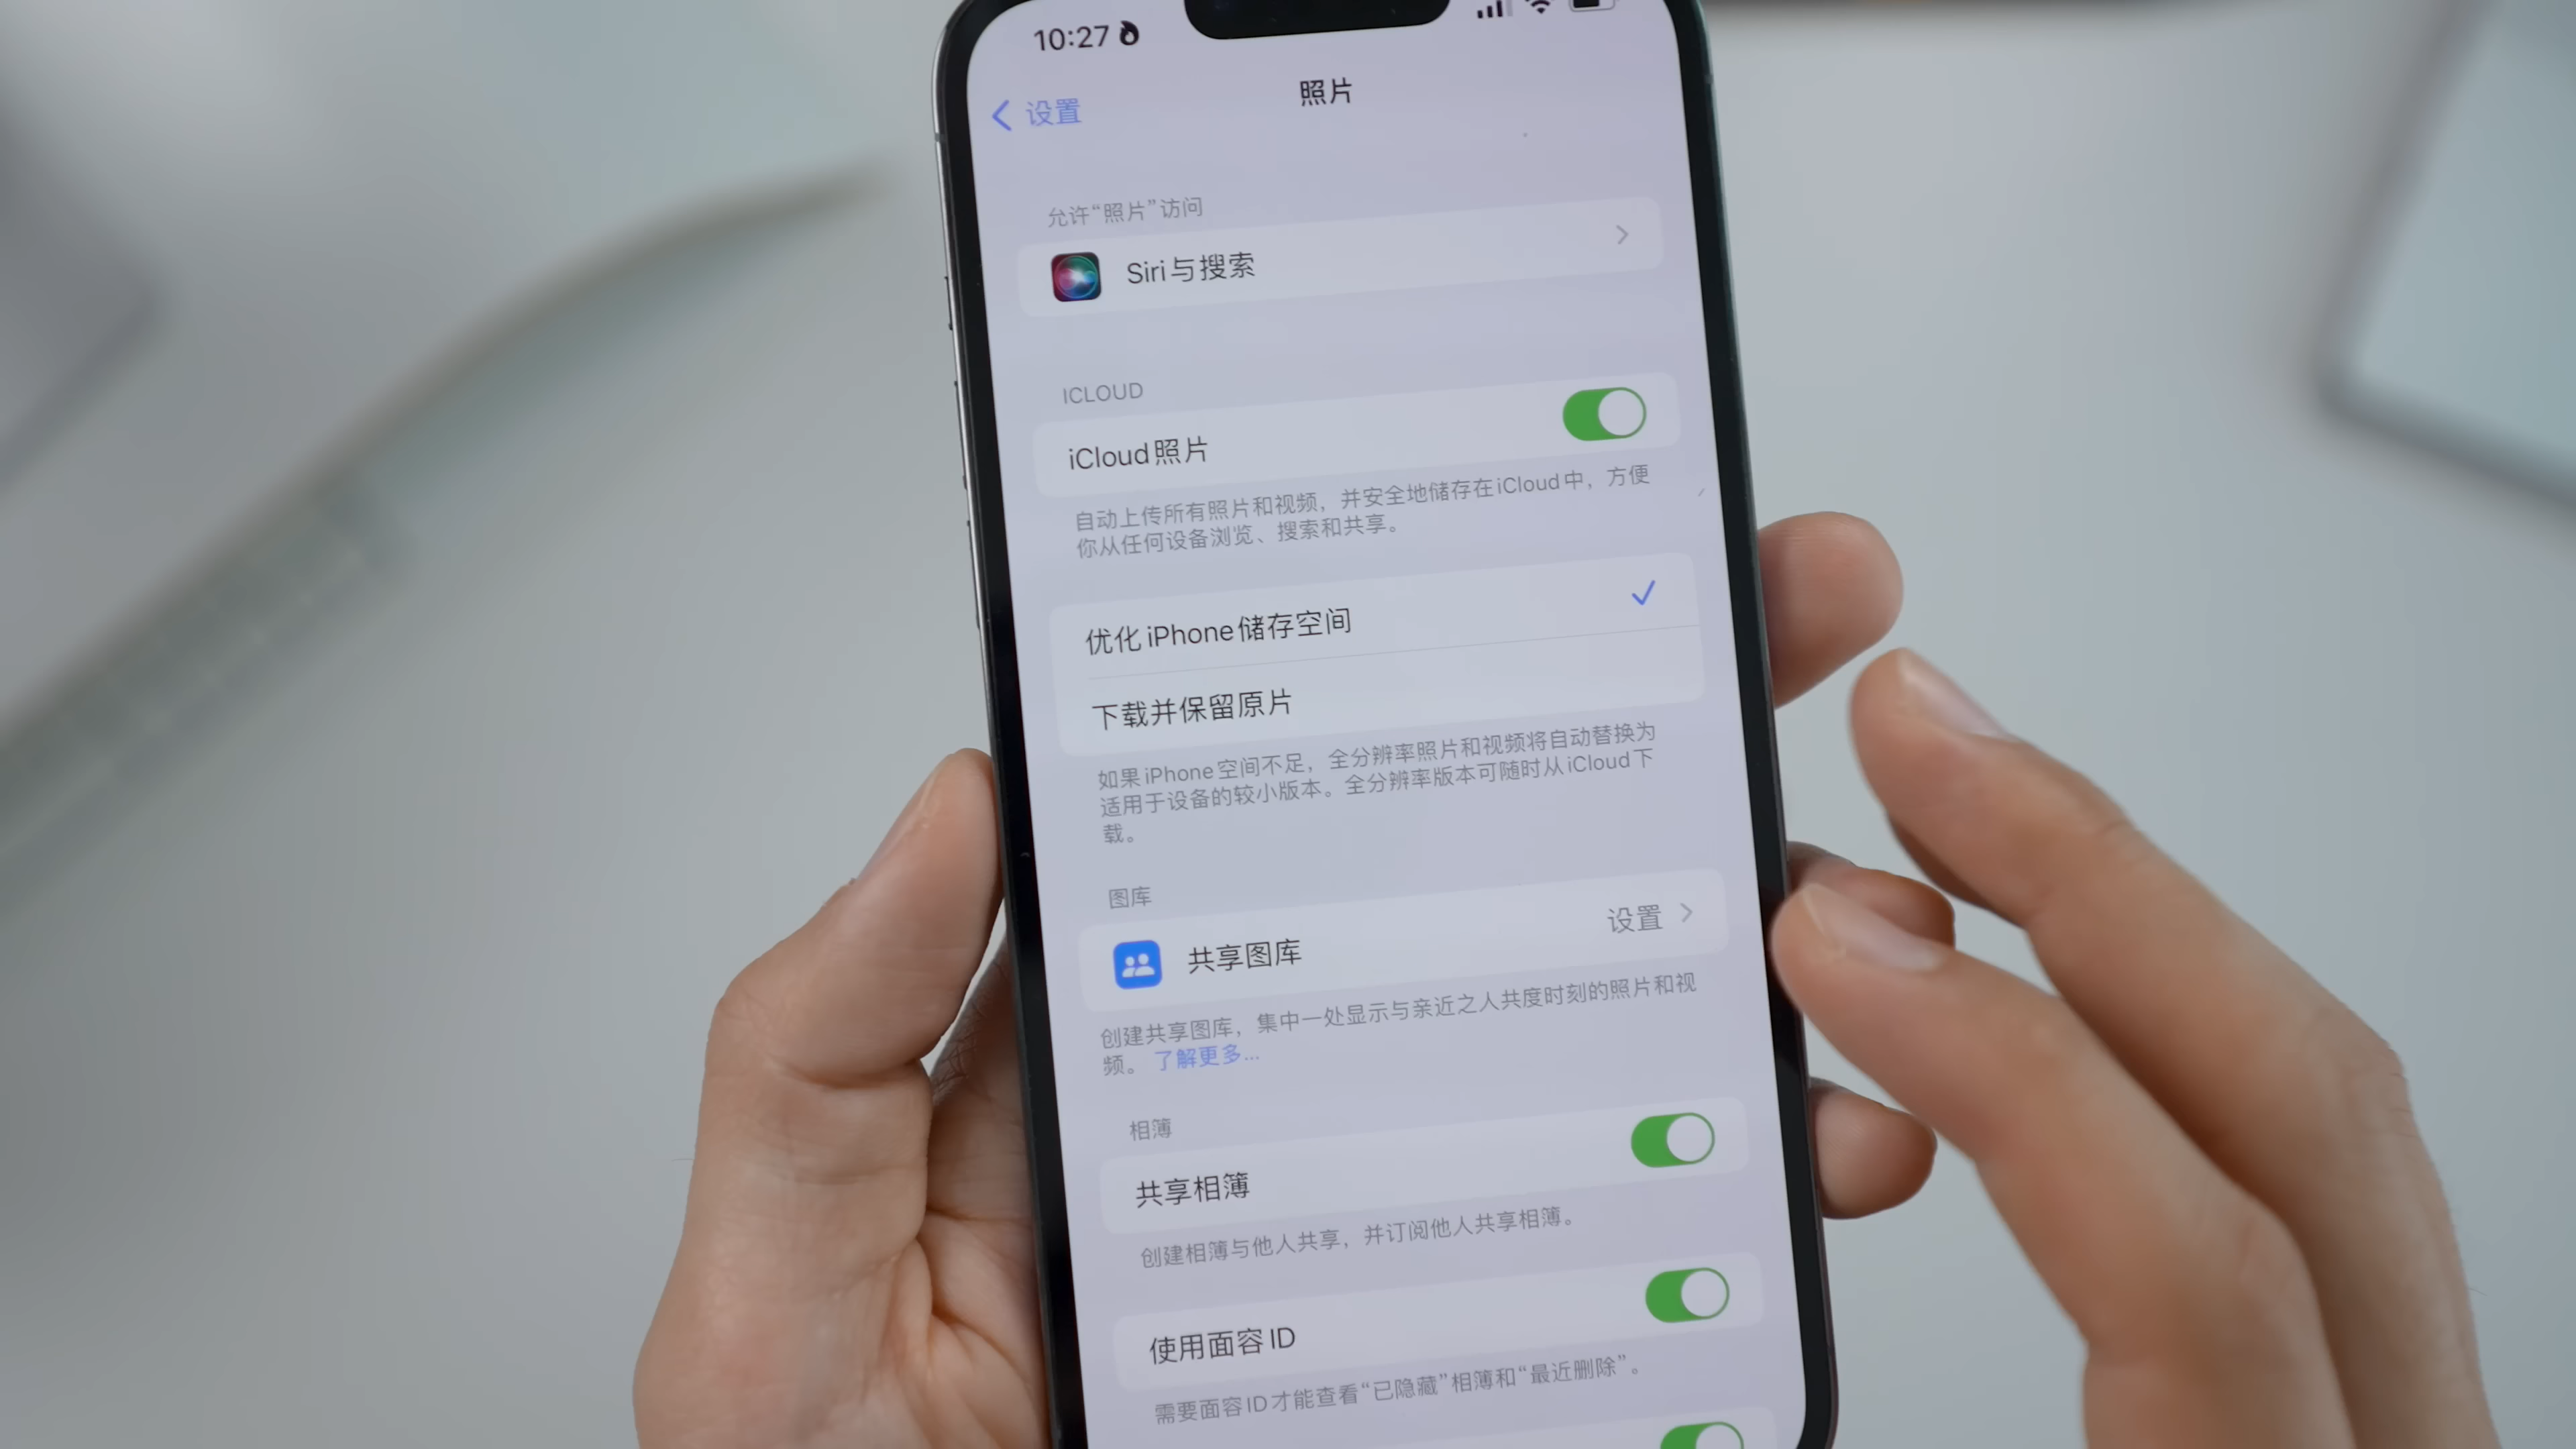 10:27
设置
照片
允许“照片”访问
Siri与搜索
ICLOUD
iCloud照片
自动上传所有照片和视频，并安全地储存在iCloud中，方便
你从任何设备浏览、搜索和共享。
优化iPhone储存空间
下载并保留原片
如果iPhone空间不足，全分辨率照片和视频将自动替换为
适用于设备的较小版本。全分辨率版本可随时从iCloud下
载。
图库
共享图库 设置
创建共享图库，集中一处显示与亲近之人共度时刻的照片和视
频。了解更多...
相簿
共享相簿
创建相簿与他人共享，并订阅他人共享相簿。
使用面容ID
需要面容ID才能查看“已隐藏”相簿和“最近删除”。